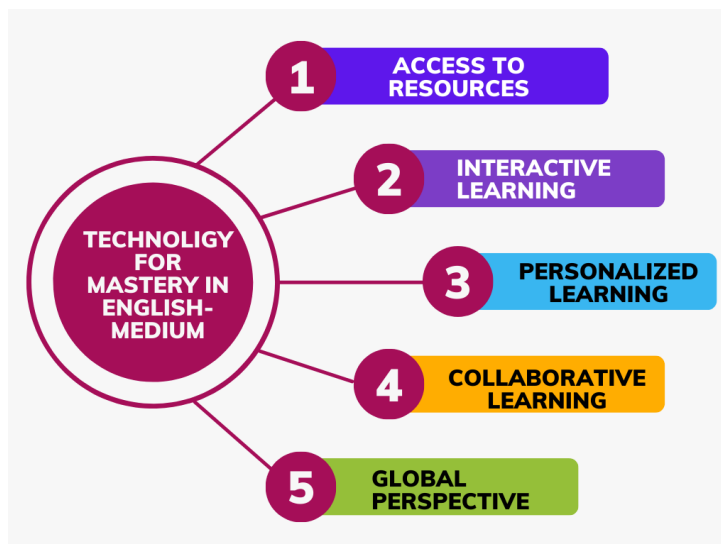 TECHNOLIGY
FOR
MASTERY IN
ENGLISH-
MEDIUM
1
ACCESS TO
RESOURCES
2
INTERACTIVE
LEARNING
3
PERSONALIZED
LEARNING
4
COLLABORATIVE
LEARNING
5
GLOBAL
PERSPECTIVE